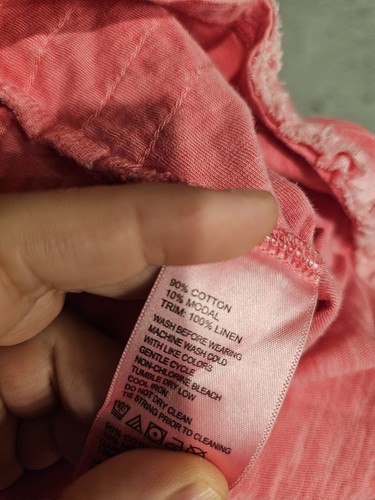 90% COTTON
10% MODAL
TRIM: 100% LINEN
WASH BEFORE WEARING
MACHINE WASH COLD
WITH LIKE COLORS
GENTLE CYCLE
NON-CHLORINE BLEACH
TUMBLE DRY LOW
COOL IRON
DO NOT DRY CLEAN
TIE STRING PRIOR TO CLEANING